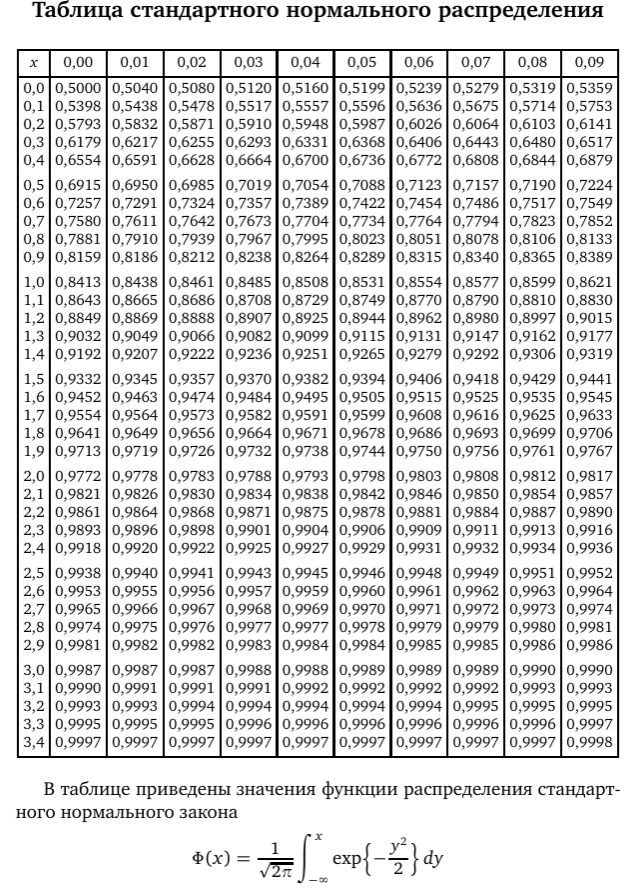 Таблица стандартного нормального распределения
x 0,00 0,01 0,02 0,03 0,04 0,05 0,06 0,07 0,08 0,09
0,0 0,5000 0,5040 0,5080 0,5120 0,5160 0,5199 0,5239 0,5279 0,5319 0,5359
0,1 0,5398 0,5438 0,5478 0,5517 0,5557 0,5596 0,5636 0,5675 0,5714 0,5753
0,2 0,5793 0,5832 0,5871 0,5910 0,5948 0,5987 0,6026 0,6064 0,6103 0,6141
0,3 0,6179 0,6217 0,6255 0,6293 0,6331 0,6368 0,6406 0,6443 0,6480 0,6517
0,4 0,6554 0,6591 0,6628 0,6664 0,6700 0,6736 0,6772 0,6808 0,6844 0,6879
0,5 0,6915 0,6950 0,6985 0,7019 0,7054 0,7088 0,7123 0,7157 0,7190 0,7224
0,6 0,7257 0,7291 0,7324 0,7357 0,7389 0,7422 0,7454 0,7486 0,7517 0,7549
0,7 0,7580 0,7611 0,7642 0,7673 0,7704 0,7734 0,7764 0,7794 0,7823 0,7852
0,8 0,7881 0,7910 0,7939 0,7967 0,7995 0,8023 0,8051 0,8078 0,8106 0,8133
0,9 0,8159 0,8186 0,8212 0,8238 0,8264 0,8289 0,8315 0,8340 0,8365 0,8389
1,0 0,8413 0,8438 0,8461 0,8485 0,8508 0,8531 0,8554 0,8577 0,8599 0,8621
1,1 0,8643 0,8665 0,8686 0,8708 0,8729 0,8749 0,8770 0,8790 0,8810 0,8830
1,2 0,8849 0,8869 0,8888 0,8907 0,8925 0,8944 0,8962 0,8980 0,8997 0,9015
1,3 0,9032 0,9049 0,9066 0,9082 0,9099 0,9115 0,9131 0,9147 0,9162 0,9177
1,4 0,9192 0,9207 0,9222 0,9236 0,9251 0,9265 0,9279 0,9292 0,9306 0,9319
1,5 0,9332 0,9345 0,9357 0,9370 0,9382 0,9394 0,9406 0,9418 0,9429 0,9441
1,6 0,9452 0,9463 0,9474 0,9484 0,9495 0,9505 0,9515 0,9525 0,9535 0,9545
1,7 0,9554 0,9564 0,9573 0,9582 0,9591 0,9599 0,9608 0,9616 0,9625 0,9633
1,8 0,9641 0,9649 0,9656 0,9664 0,9671 0,9678 0,9686 0,9693 0,9699 0,9706
1,9 0,9713 0,9719 0,9726 0,9732 0,9738 0,9744 0,9750 0,9756 0,9761 0,9767
2,0 0,9772 0,9778 0,9783 0,9788 0,9793 0,9798 0,9803 0,9808 0,9812 0,9817
2,1 0,9821 0,9826 0,9830 0,9834 0,9838 0,9842 0,9846 0,9850 0,9854 0,9857
2,2 0,9861 0,9864 0,9868 0,9871 0,9875 0,9878 0,9881 0,9884 0,9887 0,9890
2,3 0,9893 0,9896 0,9898 0,9901 0,9904 0,9906 0,9909 0,9911 0,9913 0,9916
2,4 0,9918 0,9920 0,9922 0,9925 0,9927 0,9929 0,9931 0,9932 0,9934 0,9936
2,5 0,9938 0,9940 0,9941 0,9943 0,9945 0,9946 0,9948 0,9949 0,9951 0,9952
2,6 0,9953 0,9955 0,9956 0,9957 0,9959 0,9960 0,9961 0,9962 0,9963 0,9964
2,7 0,9965 0,9966 0,9967 0,9968 0,9969 0,9970 0,9971 0,9972 0,9973 0,9974
2,8 0,9974 0,9975 0,9976 0,9977 0,9977 0,9978 0,9979 0,9979 0,9980 0,9981
2,9 0,9981 0,9982 0,9982 0,9983 0,9984 0,9984 0,9985 0,9985 0,9986 0,9986
3,0 0,9987 0,9987 0,9987 0,9988 0,9988 0,9989 0,9989 0,9989 0,9990 0,9990
3,1 0,9990 0,9991 0,9991 0,9991 0,9992 0,9992 0,9992 0,9992 0,9993 0,9993
3,2 0,9993 0,9993 0,9994 0,9994 0,9994 0,9994 0,9994 0,9995 0,9995 0,9995
3,3 0,9995 0,9995 0,9995 0,9996 0,9996 0,9996 0,9996 0,9996 0,9996 0,9997
3,4 0,9997 0,9997 0,9997 0,9997 0,9997 0,9997 0,9997 0,9997 0,9997 0,9998
В таблице приведены значения функции распределения стандарт-
ного нормального закона
Φ(x) = 1/√2π ∫_{−∞}^{x} exp{−y²/2} dy